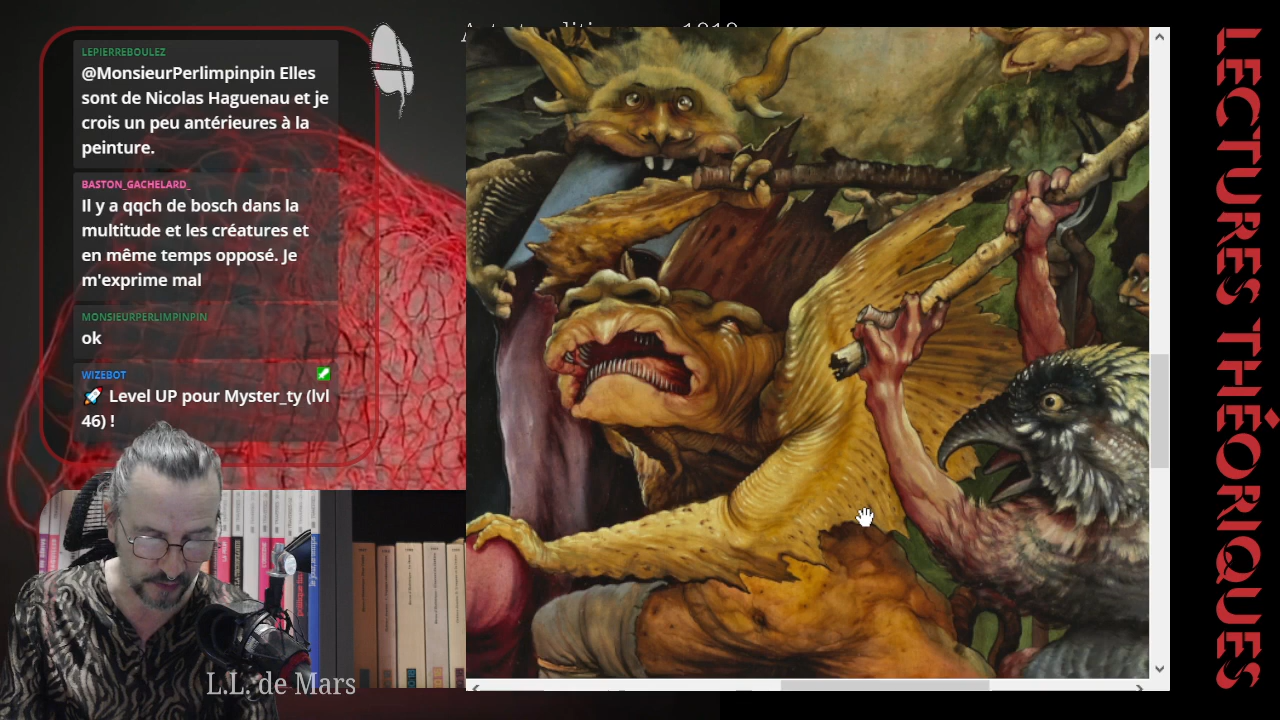 LEPIERREBOULEZ
@MonsieurPerlimpinpin Elles
sont de Nicolas Haguenau et je
crois un peu antérieures à la
peinture.
BASTON_GACHELARD_
Il y a qqch de bosch dans la
multitude et les créatures et
en même temps opposé. Je
m'exprime mal
MONSIEURPERLIMPINPIN
ok
WIZEBOT
🚀 Level UP pour Myster_ty (lvl
46) !
L.L. de Mars
LECTURES THÉORIQUES